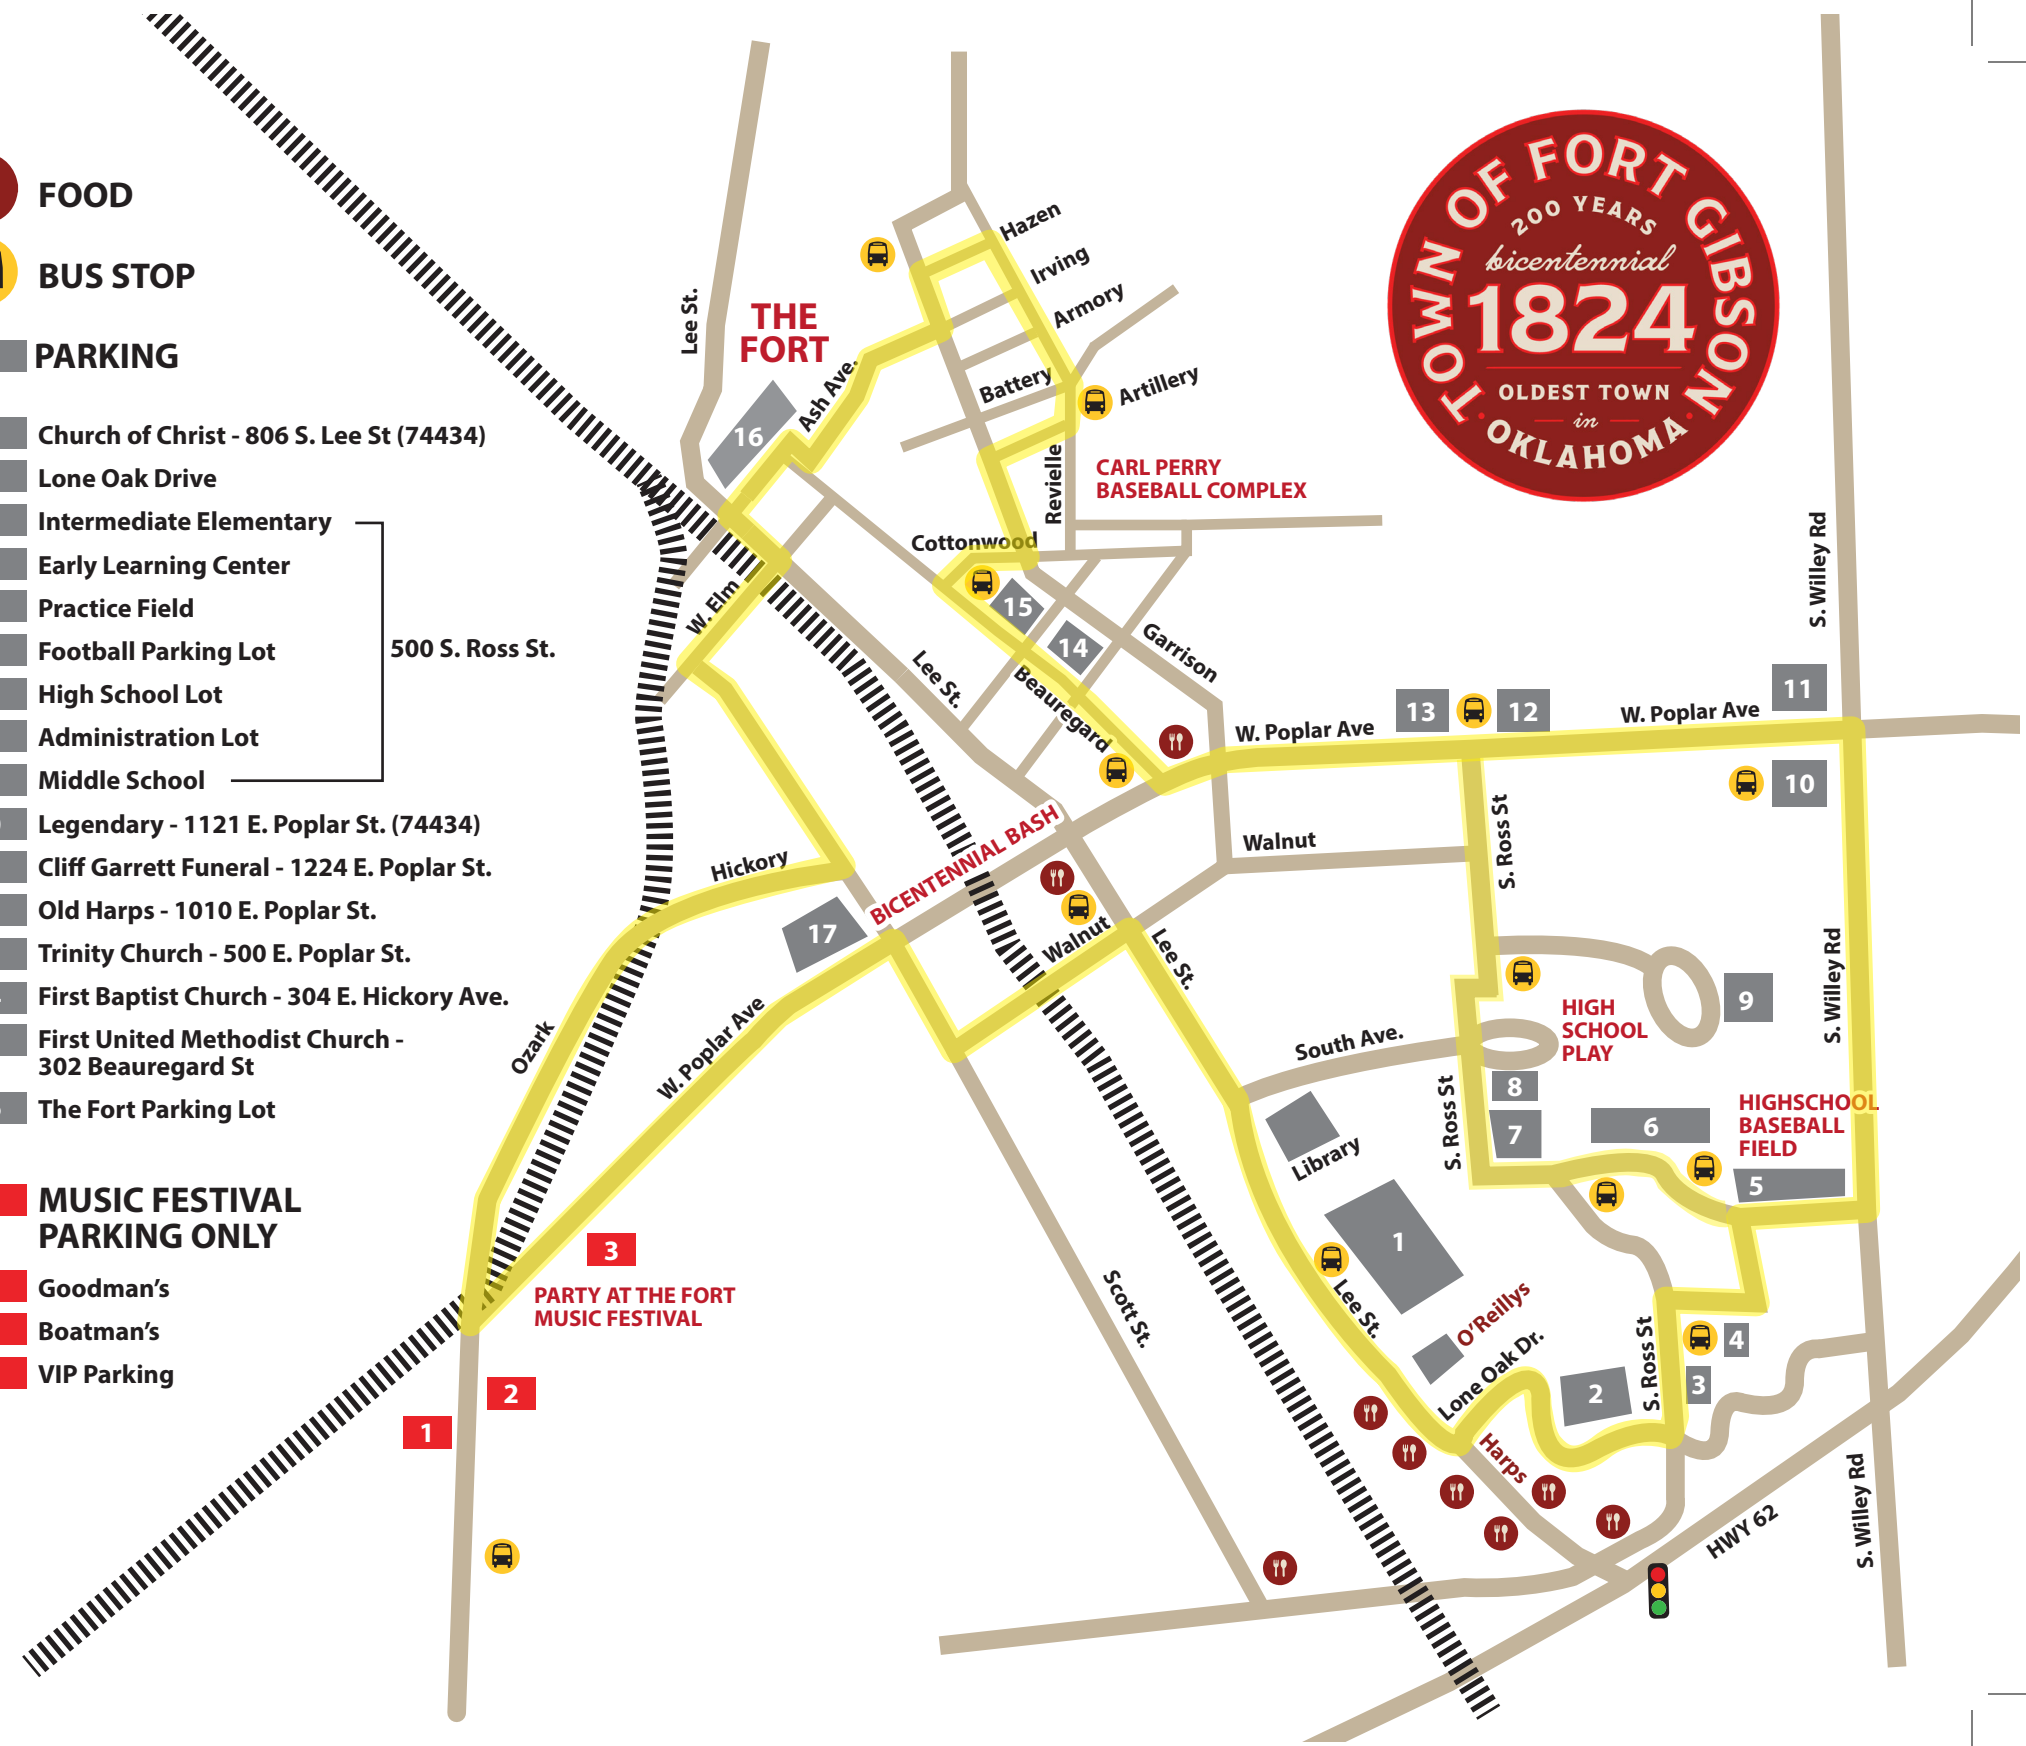 FOOD
BUS STOP
PARKING
Church of Christ - 806 S. Lee St (74434)
Lone Oak Drive
Intermediate Elementary
Early Learning Center
Practice Field
Football Parking Lot
High School Lot
Administration Lot
Middle School
500 S. Ross St.
Legendary - 1121 E. Poplar St. (74434)
Cliff Garrett Funeral - 1224 E. Poplar St.
Old Harps - 1010 E. Poplar St.
Trinity Church - 500 E. Poplar St.
First Baptist Church - 304 E. Hickory Ave.
First United Methodist Church -
302 Beauregard St
The Fort Parking Lot
MUSIC FESTIVAL
PARKING ONLY
Goodman's
Boatman's
VIP Parking
TOWN OF FORT GIBSON
200 YEARS
bicentennial
1824
OLDEST TOWN
in
OKLAHOMA
Lee St.
THE
FORT
16
Ash Ave.
Hazen
Irving
Armory
Battery
Artillery
Revielle
CARL PERRY
BASEBALL COMPLEX
Cottonwood
15
14
Garrison
W. Elm
Lee St.
Beauregard
S. Willey Rd
W. Poplar Ave
13
12
W. Poplar Ave
11
10
Walnut
S. Ross St
Hickory
BICENTENNIAL BASH
17
Walnut
Lee St.
Ozark
W. Poplar Ave
South Ave.
HIGH
SCHOOL
PLAY
9
S. Willey Rd
S. Ross St
8
7
6
HIGHSCHOOL
BASEBALL
FIELD
5
Library
1
3
PARTY AT THE FORT
MUSIC FESTIVAL
Scott St.
Lee St.
O'Reillys
Lone Oak Dr.
S. Ross St
4
3
2
2
1
Harps
HWY 62
S. Willey Rd